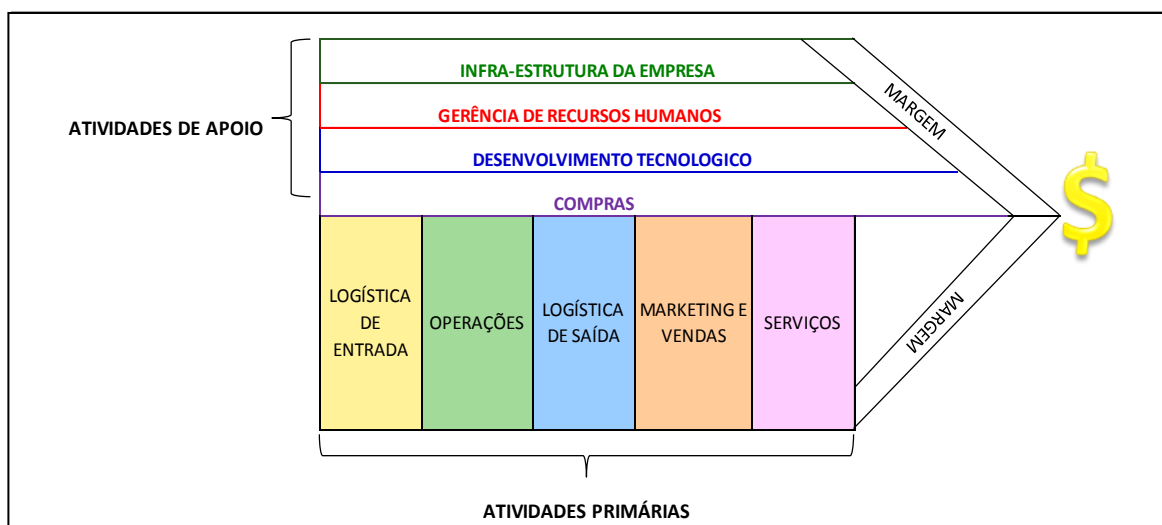 INFRA-ESTRUTURA DA EMPRESA
MARGEM
GERÊNCIA DE RECURSOS HUMANOS
ATIVIDADES DE APOIO
DESENVOLVIMENTO TECNOLOGICO
COMPRAS
$
LOGÍSTICA
DE
ENTRADA
OPERAÇÕES
LOGÍSTICA
DE SAÍDA
MARKETING E
VENDAS
SERVIÇOS
MARGEM
ATIVIDADES PRIMÁRIAS